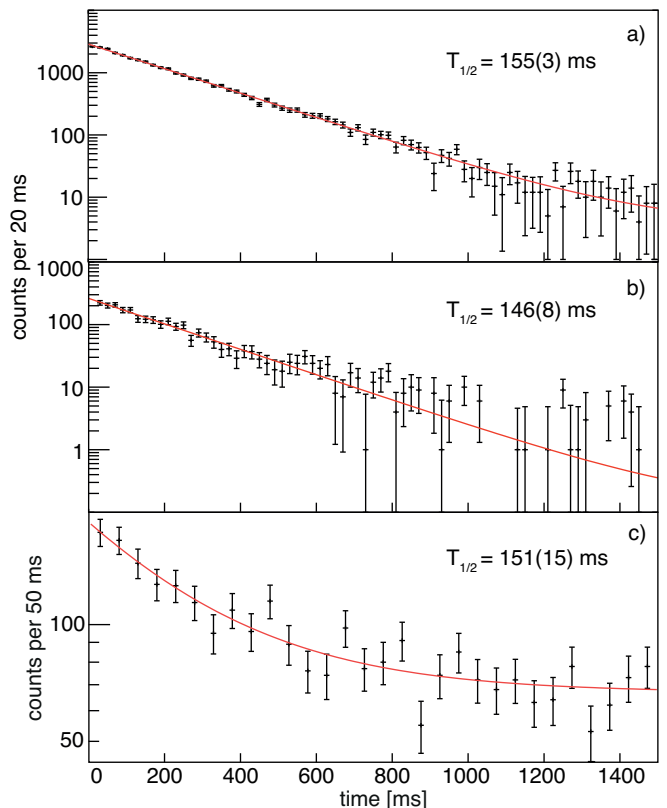 a)
T1/2 = 155(3) ms
1000
100
10
counts per 20 ms
b)
T1/2 = 146(8) ms
1000
100
10
1
c)
T1/2 = 151(15) ms
100
50
counts per 50 ms
0 200 400 600 800 1000 1200 1400
time [ms]